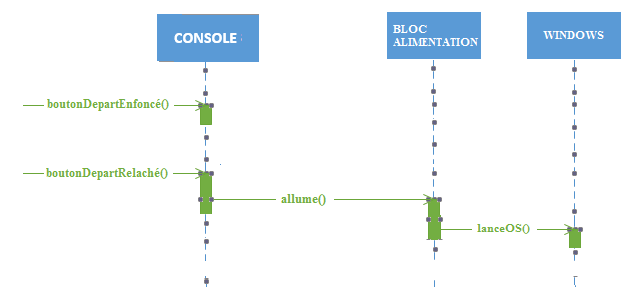 CONSOLE
BLOC
ALIMENTATION
WINDOWS
boutonDepartEnfoncé()
boutonDepartRelaché()
allume()
lanceOS()